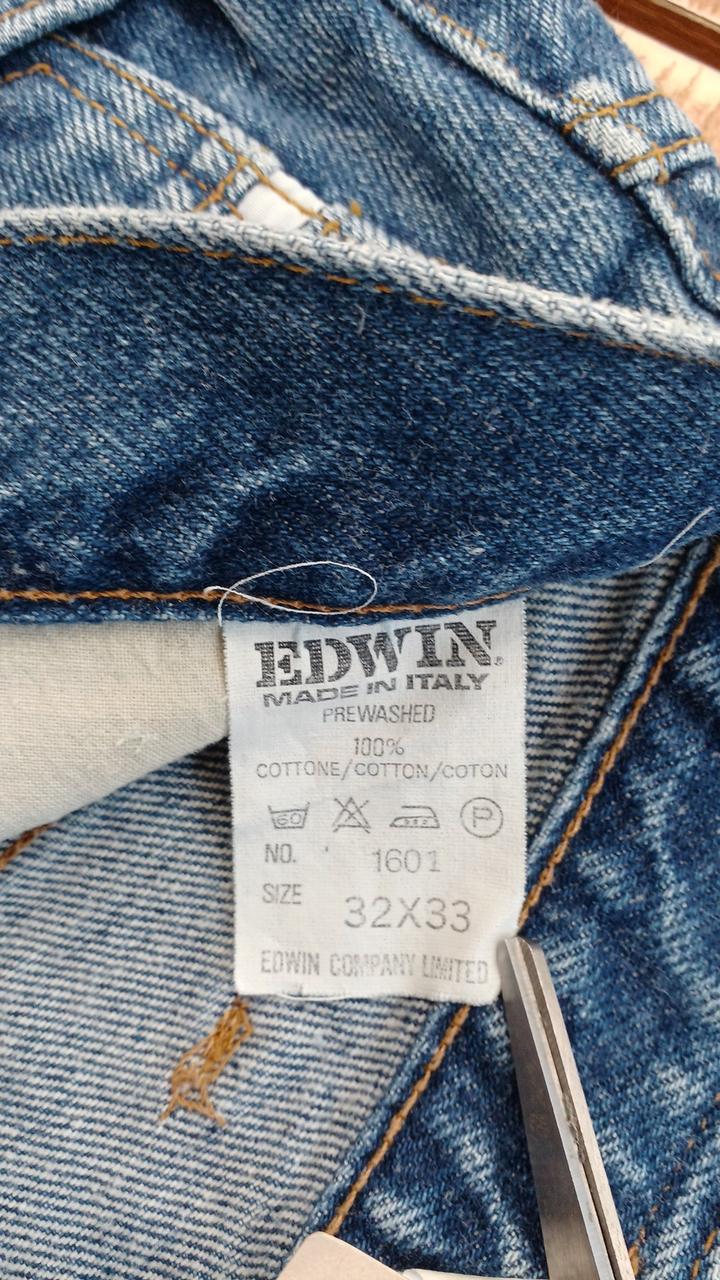 EDWIN®
MADE IN ITALY
PREWASHED
100%
COTTONE/COTTON/COTON
60 P
NO. 1601
SIZE 32X33
EDWIN COMPANY LIMITED